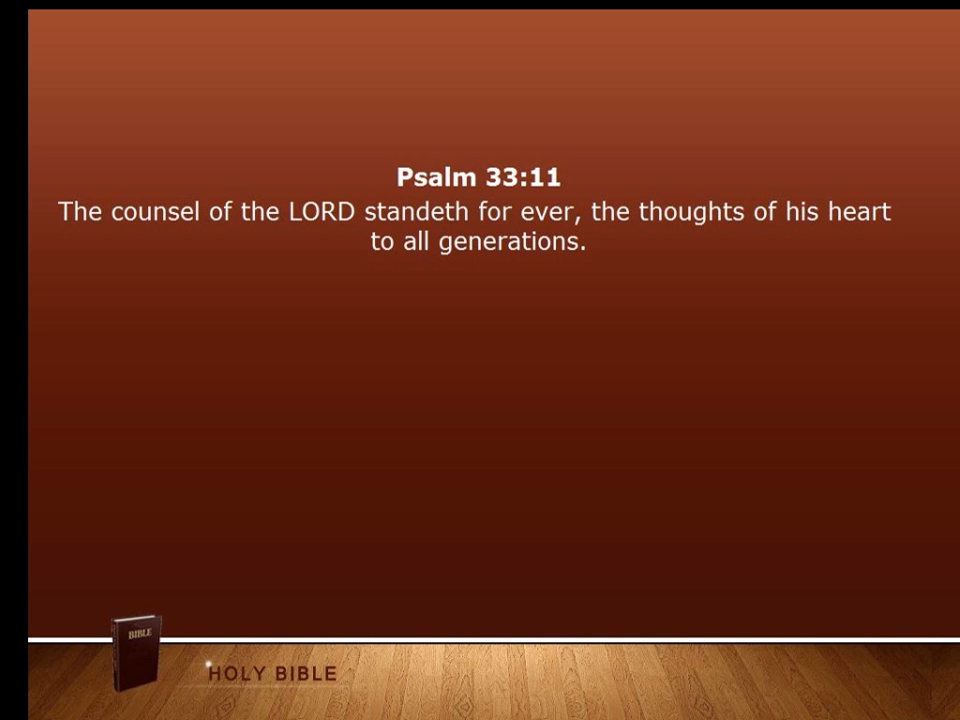 Psalm 33:11
The counsel of the LORD standeth for ever, the thoughts of his heart
to all generations.
BIBLE
HOLY BIBLE